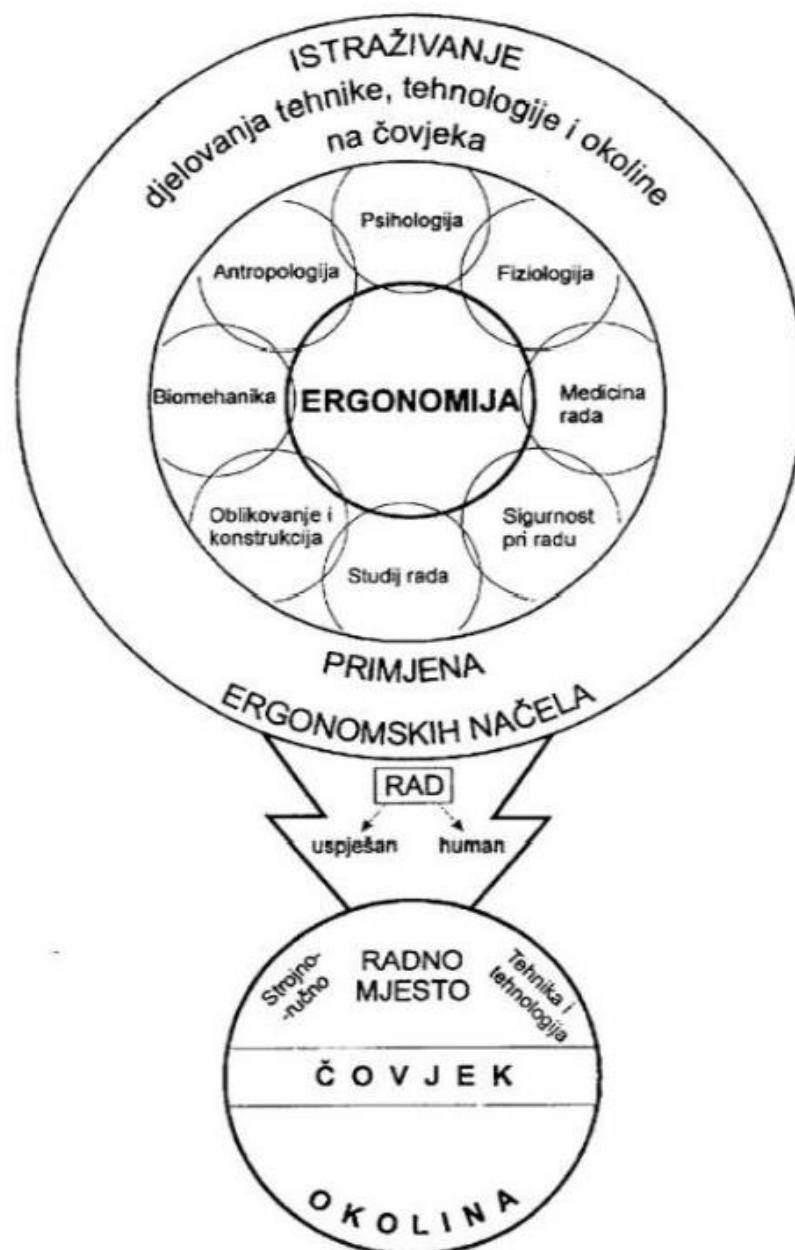 ISTRAŽIVANJE
djelovanja tehnike, tehnologije i okoline
na čovjeka
Psihologija
Antropologija
Fiziologija
Biomehanika
ERGONOMIJA
Medicina
rada
Oblikovanje i
konstrukcija
Sigurnost
pri radu
Studij rada
PRIMJENA
ERGONOMSKIH NAČELA
RAD
uspješan
human
Strojno-
-ručno
RADNO
MJESTO
Tehnika i
tehnologija
ČOVJEK
OKOLINA